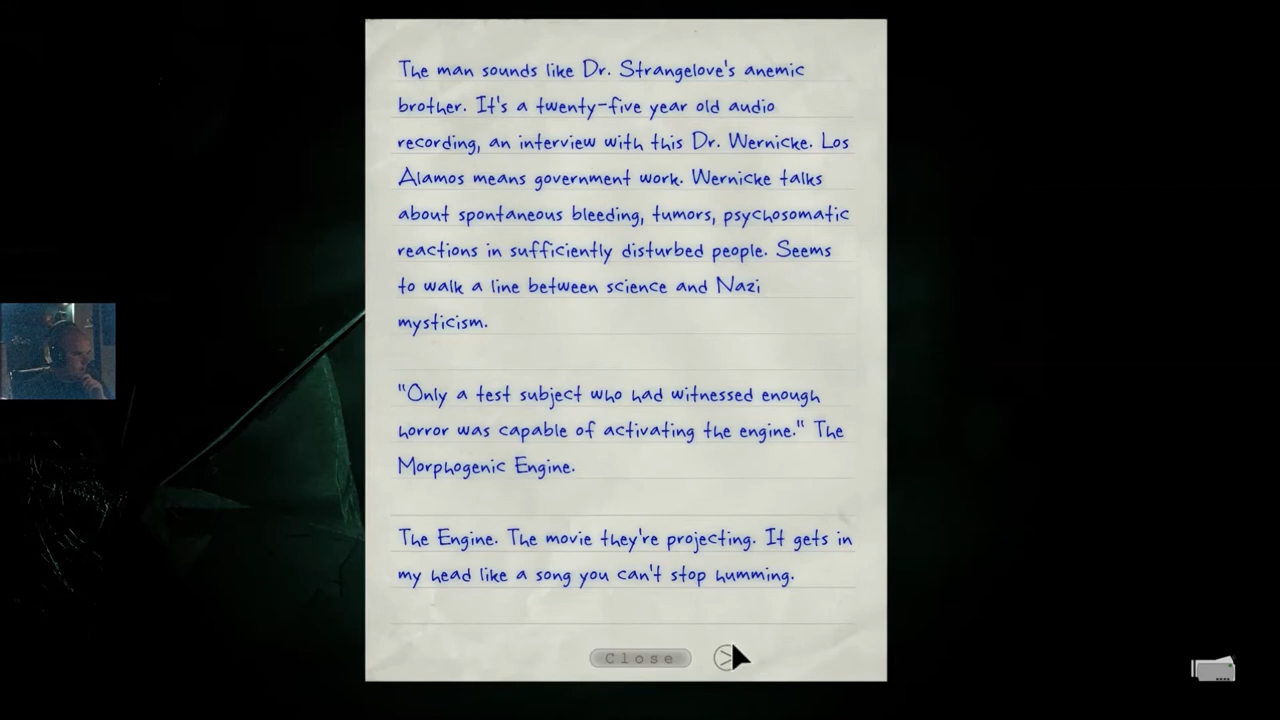 The man sounds like Dr. Strangelove's anemic
brother. It's a twenty-five year old audio
recording, an interview with this Dr. Wernicke. Los
Alamos means government work. Wernicke talks
about spontaneous bleeding, tumors, psychosomatic
reactions in sufficiently disturbed people. Seems
to walk a line between science and Nazi
mysticism.
"Only a test subject who had witnessed enough
horror was capable of activating the engine." The
Morphogenic Engine.
The Engine. The movie they're projecting. It gets in
my head like a song you can't stop humming.
Close